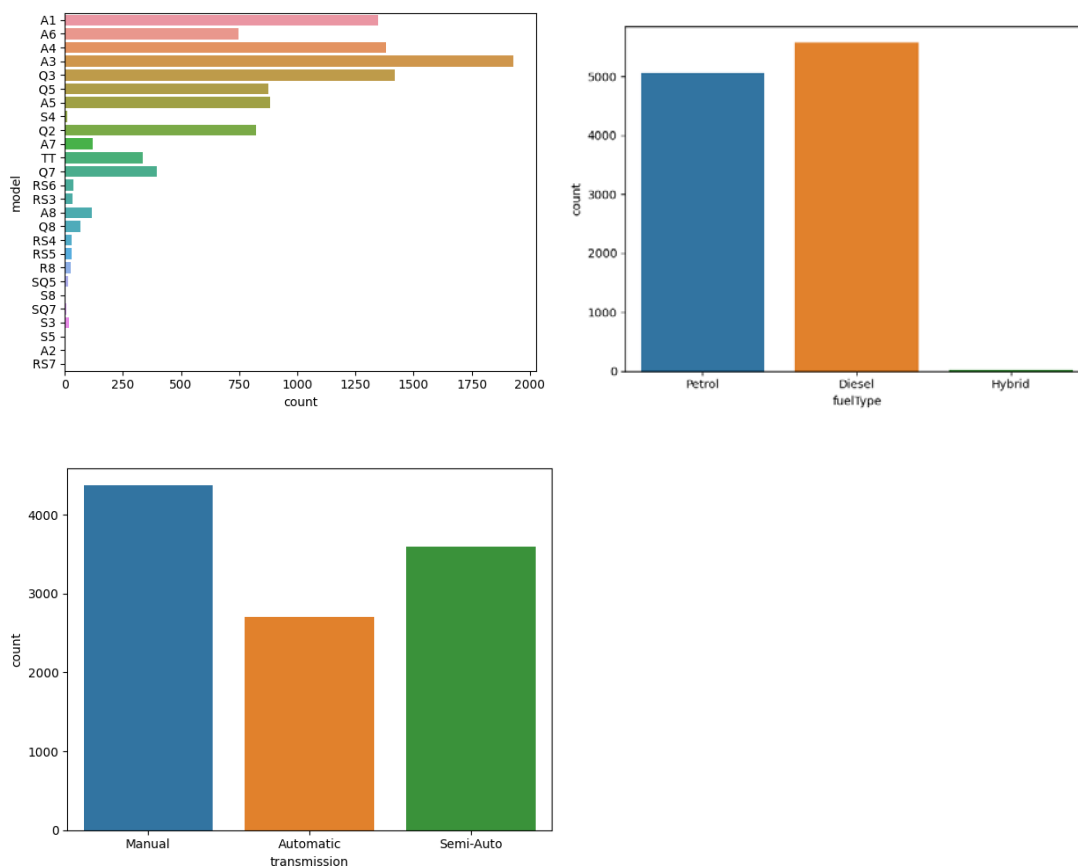 A1
A6
A4
A3
Q3
Q5
A5
S4
Q2
A7
TT
Q7
RS6
RS3
A8
Q8
RS4
RS5
R8
SQ5
S8
SQ7
S3
S5
A2
RS7
model
0 250 500 750 1000 1250 1500 1750 2000
count
5000
4000
3000
2000
1000
0
count
Petrol Diesel Hybrid
fuelType
4000
3000
2000
1000
0
count
Manual Automatic Semi-Auto
transmission